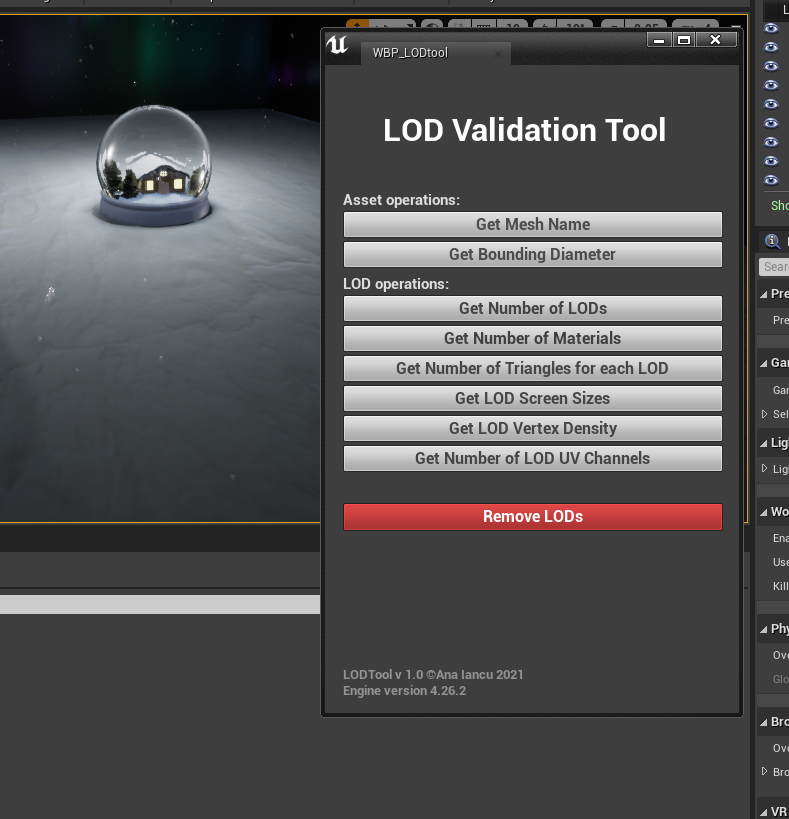 WBP_LODtool
LOD Validation Tool
Asset operations:
Get Mesh Name
Get Bounding Diameter
LOD operations:
Get Number of LODs
Get Number of Materials
Get Number of Triangles for each LOD
Get LOD Screen Sizes
Get LOD Vertex Density
Get Number of LOD UV Channels
Remove LODs
LODTool v 1.0 ©Ana Iancu 2021
Engine version 4.26.2
Sho
Sear
Pre
Pre
Gar
Sel
Lig
Lig
Wo
Ena
Use
Kill
Phy
Ove
Glo
Bro
Ove
Bro
VR